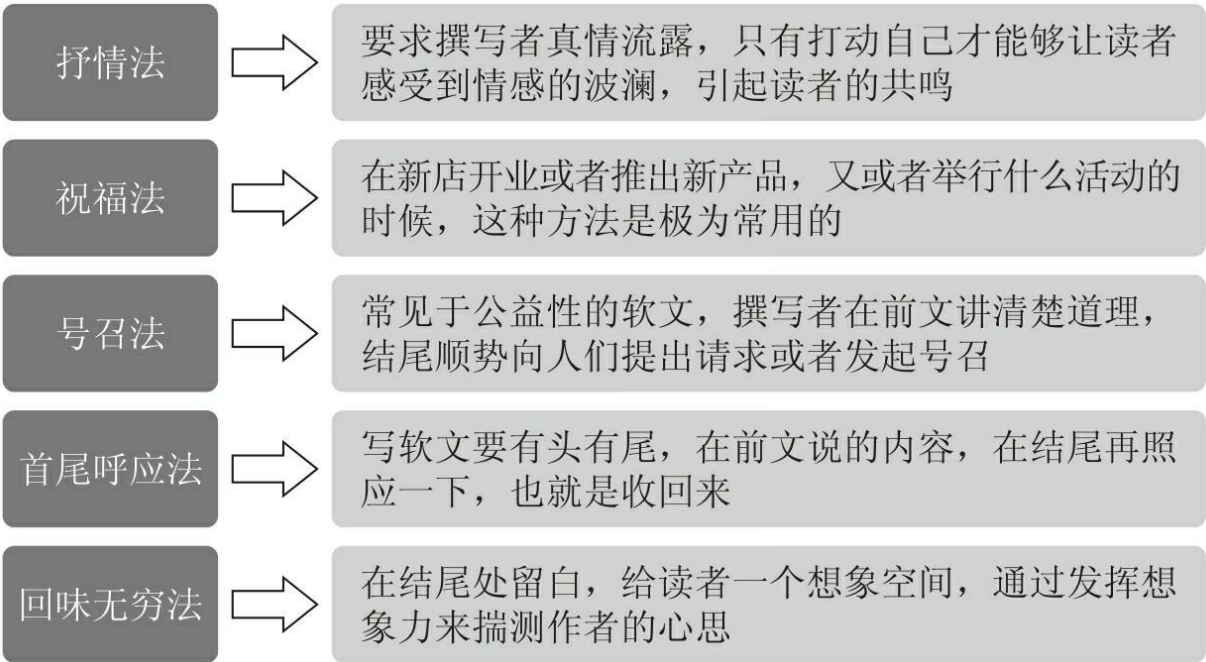 抒情法
要求撰写者真情流露，只有打动自己才能够让读者
感受到情感的波澜，引起读者的共鸣
祝福法
在新店开业或者推出新产品，又或者举行什么活动的
时候，这种方法是极为常用的
号召法
常见于公益性的软文，撰写者在前文讲清楚道理，
结尾顺势向人们提出请求或者发起号召
首尾呼应法
写软文要有头有尾，在前文说的内容，在结尾再照
应一下，也就是收回来
回味无穷法
在结尾处留白，给读者一个想象空间，通过发挥想
象力来揣测作者的心思